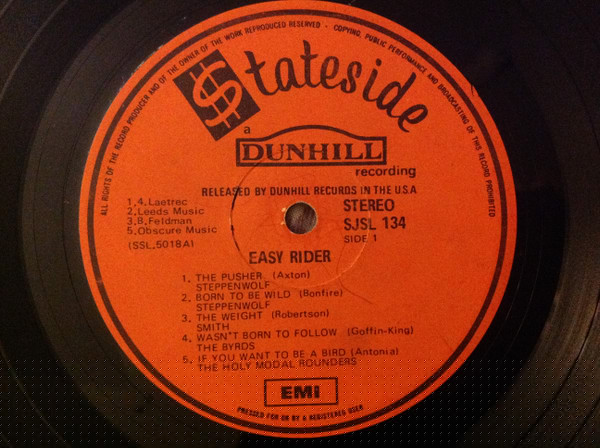 ALL RIGHTS OF THE RECORD PRODUCER AND OF THE OWNER OF THE WORK REPRODUCED RESERVED - COPYING, PUBLIC PERFORMANCE AND BROADCASTING OF THIS RECORD PROHIBITED
$tateside
a
DUNHILL
recording
RELEASED BY DUNHILL RECORDS IN THE U.S.A
1,4.Laetrec
2,Leeds Music
3,B,Feldman
5,Obscure Music
(SSL,5018A)
STEREO
SJSL 134
SIDE 1
EASY RIDER
1. THE PUSHER. (Axton)
STEPPENWOLF
2. BORN TO BE WILD (Bonfire)
STEPPENWOLF
3. THE WEIGHT (Robertson)
SMITH
4. WASN'T BORN TO FOLLOW (Goffin-King)
THE BYRDS
5. IF YOU WANT TO BE A BIRD (Antonia)
THE HOLY MODAL ROUNDERS
EMI
PRESSED FOR OR BY A REGISTERED USER